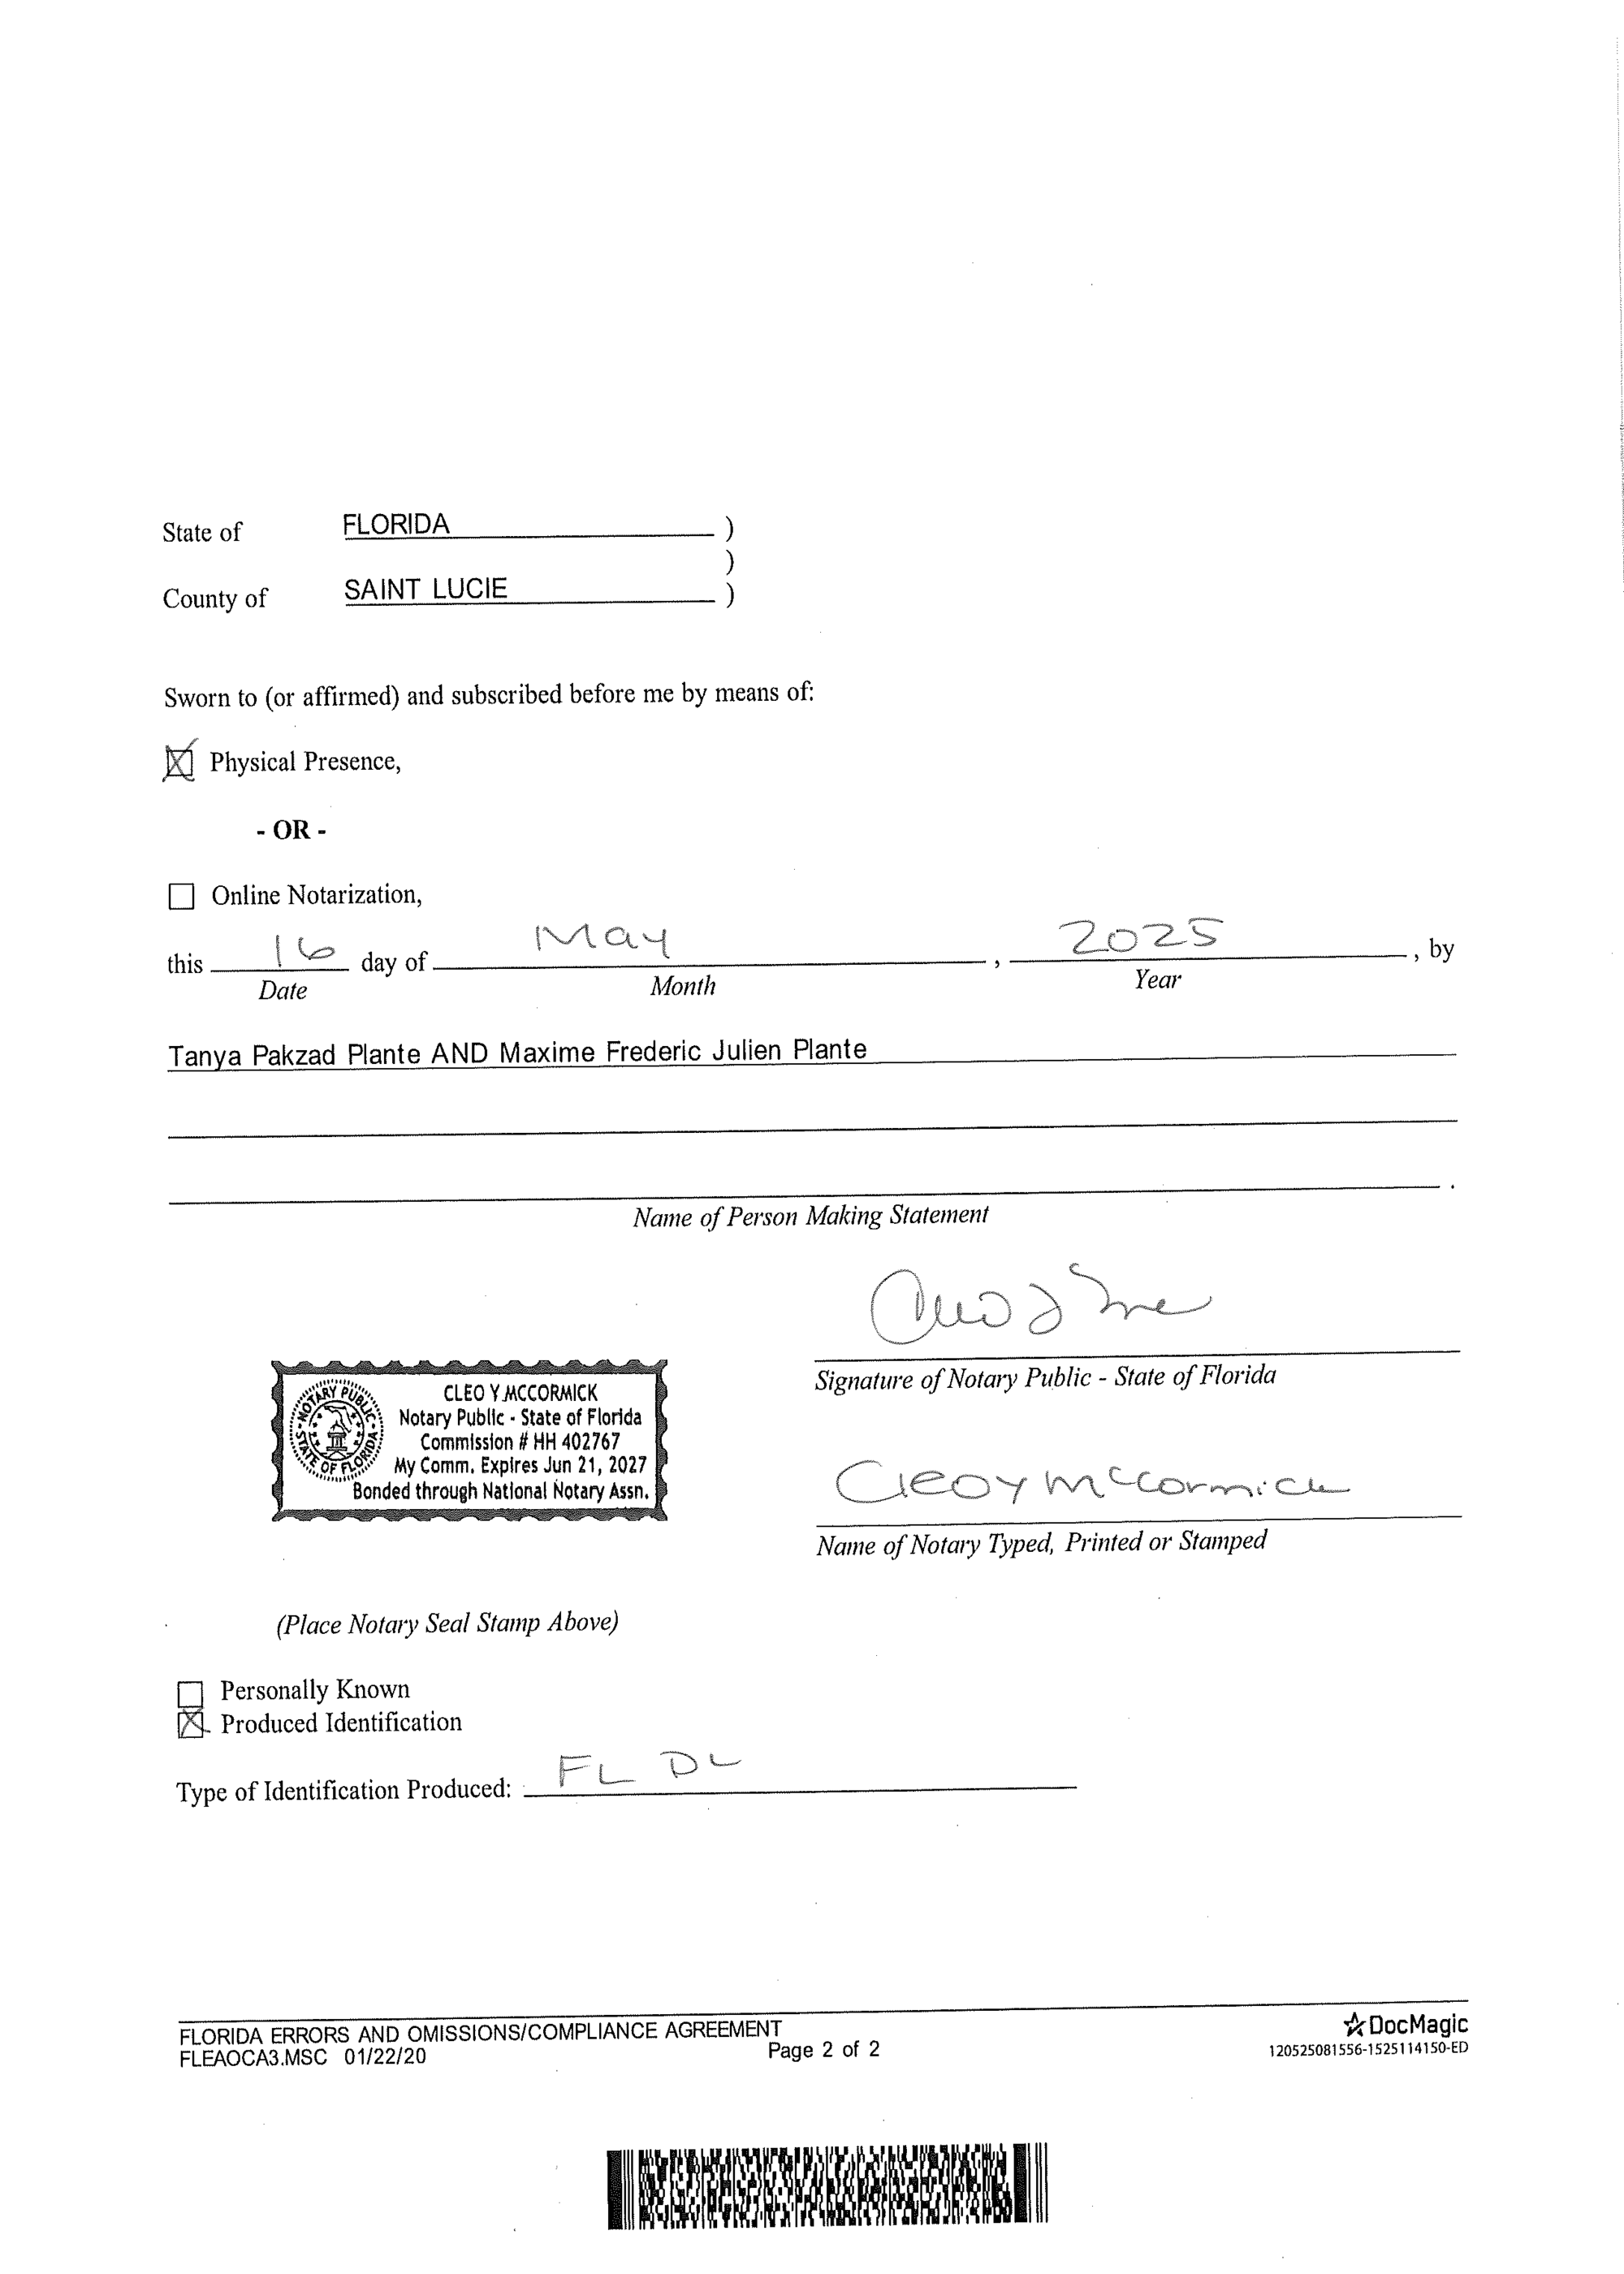 State of FLORIDA )
)
County of SAINT LUCIE )
Sworn to (or affirmed) and subscribed before me by means of:
Physical Presence,
- OR -
Online Notarization,
this 16 day of May , 2025 , by
Date Month Year
Tanya Pakzad Plante AND Maxime Frederic Julien Plante
.
Name of Person Making Statement
Signature of Notary Public - State of Florida
NOTARY PUBLIC
STATE OF FLORIDA
CLEO Y MCCORMICK
Notary Public - State of Florida
Commission # HH 402767
My Comm. Expires Jun 21, 2027
Bonded through National Notary Assn.
Cleo Y McCormick
Name of Notary Typed, Printed or Stamped
(Place Notary Seal Stamp Above)
Personally Known
Produced Identification
Type of Identification Produced: FL DL
FLORIDA ERRORS AND OMISSIONS/COMPLIANCE AGREEMENT
FLEAOCA3.MSC 01/22/20
Page 2 of 2
DocMagic
120525081556-1525114150-ED